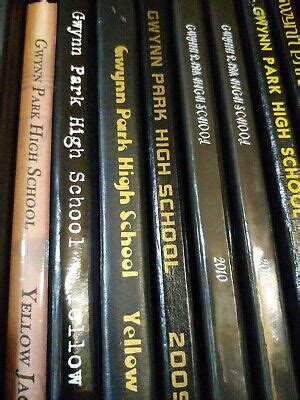 GWYNN PARK HIGH SCHOOL YELLOW JA
Gwynn Park High School Yellow
Gwynn Park High School Yellow
GWYNN PARK HIGH SCHOOL 2009
GWYNN PARK HIGH SCHOOL 2010
GWYNN PARK HIGH SCHOOL
GWYNN PARK HIGH SCHOOL